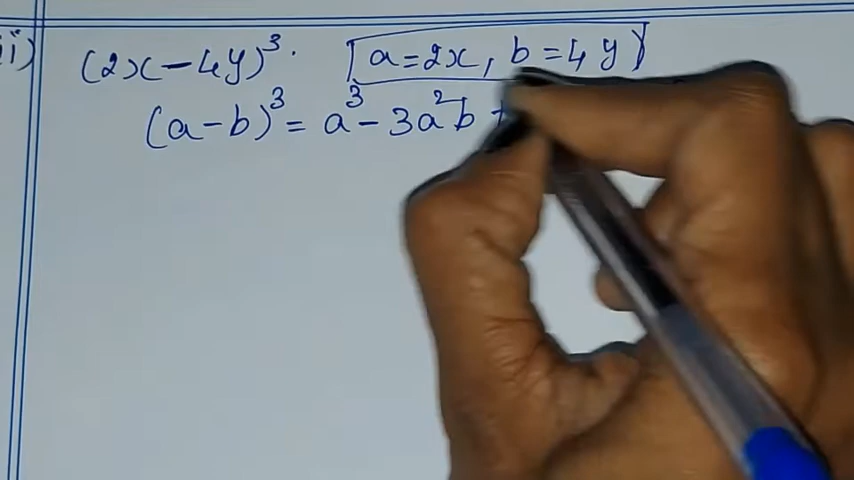 ii) (2x-4y)³. [a=2x, b=4y]
(a-b)³ = a³ - 3a²b +